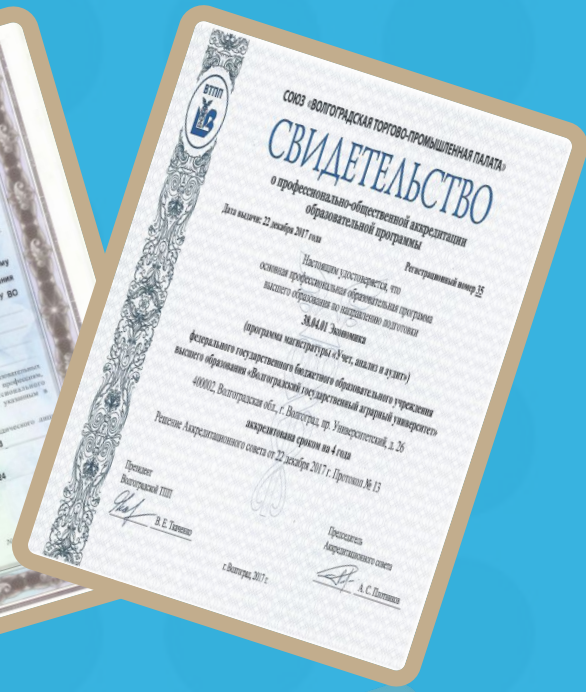 му
ния
у ВО
24
ВТПП
СОЮЗ «ВОЛГОГРАДСКАЯ ТОРГОВО-ПРОМЫШЛЕННАЯ ПАЛАТА»
СВИДЕТЕЛЬСТВО
о профессионально-общественной аккредитации
образовательной программы
Дата выдачи: 22 декабря 2017 года
Регистрационный номер 35
Настоящим удостоверяется, что
основная профессиональная образовательная программа
высшего образования по направлению подготовки
38.04.01 Экономика
(программа магистратуры «Учет, анализ и аудит»)
федерального государственного бюджетного образовательного учреждения
высшего образования «Волгоградский государственный аграрный университет»
400002, Волгоградская обл., г. Волгоград, пр. Университетский, д. 26
аккредитована сроком на 4 года
Решение Аккредитационного совета от 22 декабря 2017 г. Протокол № 13
Президент
Волгоградской ТПП
В. Е. Ткаченко
Председатель
Аккредитационного совета
А. С. Плотников
г. Волгоград, 2017 г.